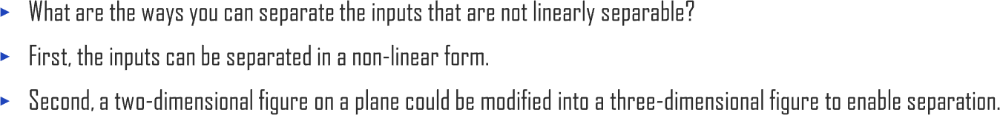 What are the ways you can separate the inputs that are not linearly separable?
First, the inputs can be separated in a non-linear form.
Second, a two-dimensional figure on a plane could be modified into a three-dimensional figure to enable separation.